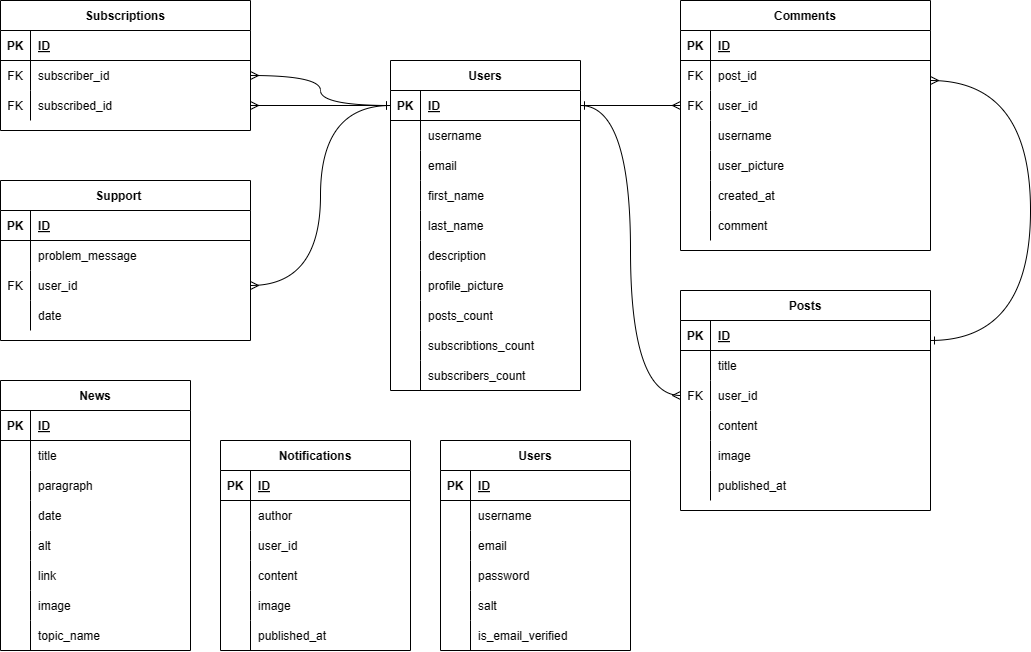 Subscriptions
PK ID
FK subscriber_id
FK subscribed_id
Support
PK ID
problem_message
FK user_id
date
News
PK ID
title
paragraph
date
alt
link
image
topic_name
Notifications
PK ID
author
user_id
content
image
published_at
Users
PK ID
username
email
first_name
last_name
description
profile_picture
posts_count
subscribtions_count
subscribers_count
Users
PK ID
username
email
password
salt
is_email_verified
Comments
PK ID
FK post_id
FK user_id
username
user_picture
created_at
comment
Posts
PK ID
title
FK user_id
content
image
published_at